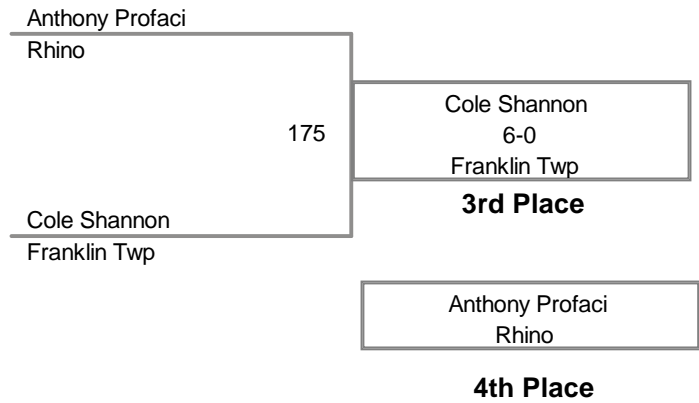 Anthony Profaci
Rhino
175
Cole Shannon
6-0
Franklin Twp
3rd Place
Cole Shannon
Franklin Twp
Anthony Profaci
Rhino
4th Place